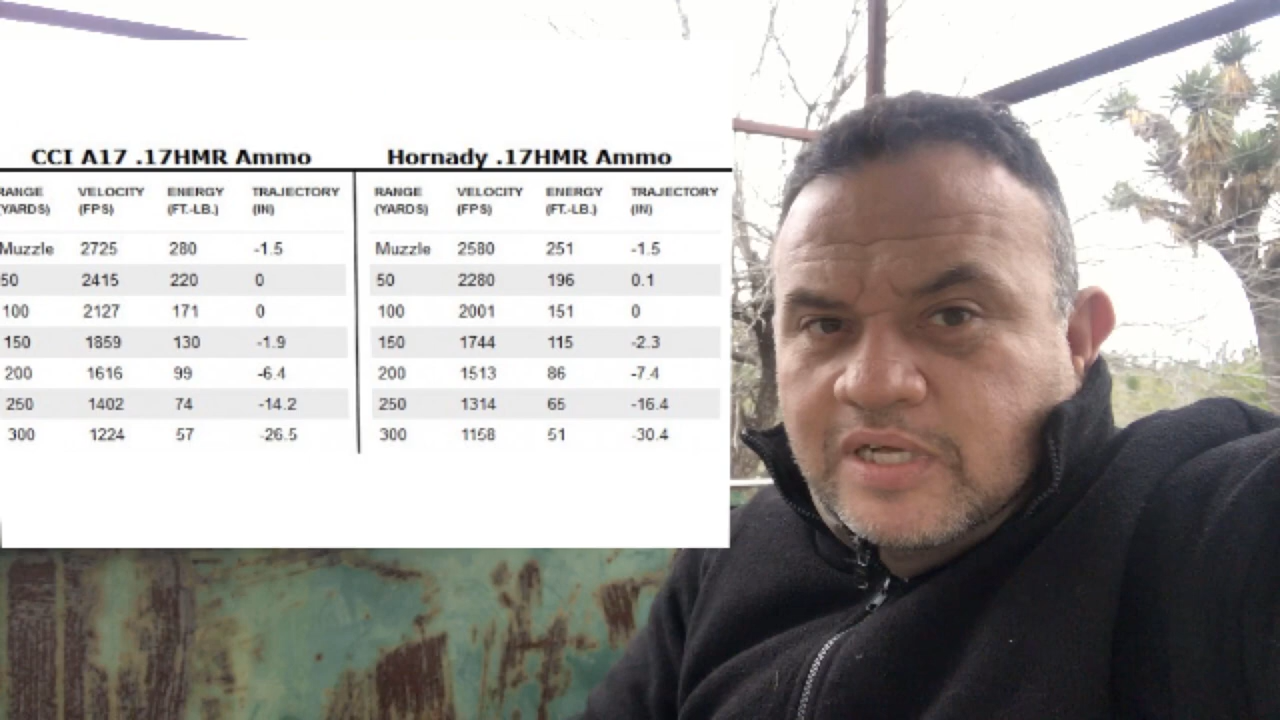 CCI A17 .17HMR Ammo
RANGE VELOCITY ENERGY TRAJECTORY
(YARDS) (FPS) (FT.-LB.) (IN)
Muzzle 2725 280 -1.5
50 2415 220 0
100 2127 171 0
150 1859 130 -1.9
200 1616 99 -6.4
250 1402 74 -14.2
300 1224 57 -26.5
Hornady .17HMR Ammo
RANGE VELOCITY ENERGY TRAJECTORY
(YARDS) (FPS) (FT.-LB.) (IN)
Muzzle 2580 251 -1.5
50 2280 196 0.1
100 2001 151 0
150 1744 115 -2.3
200 1513 86 -7.4
250 1314 65 -16.4
300 1158 51 -30.4